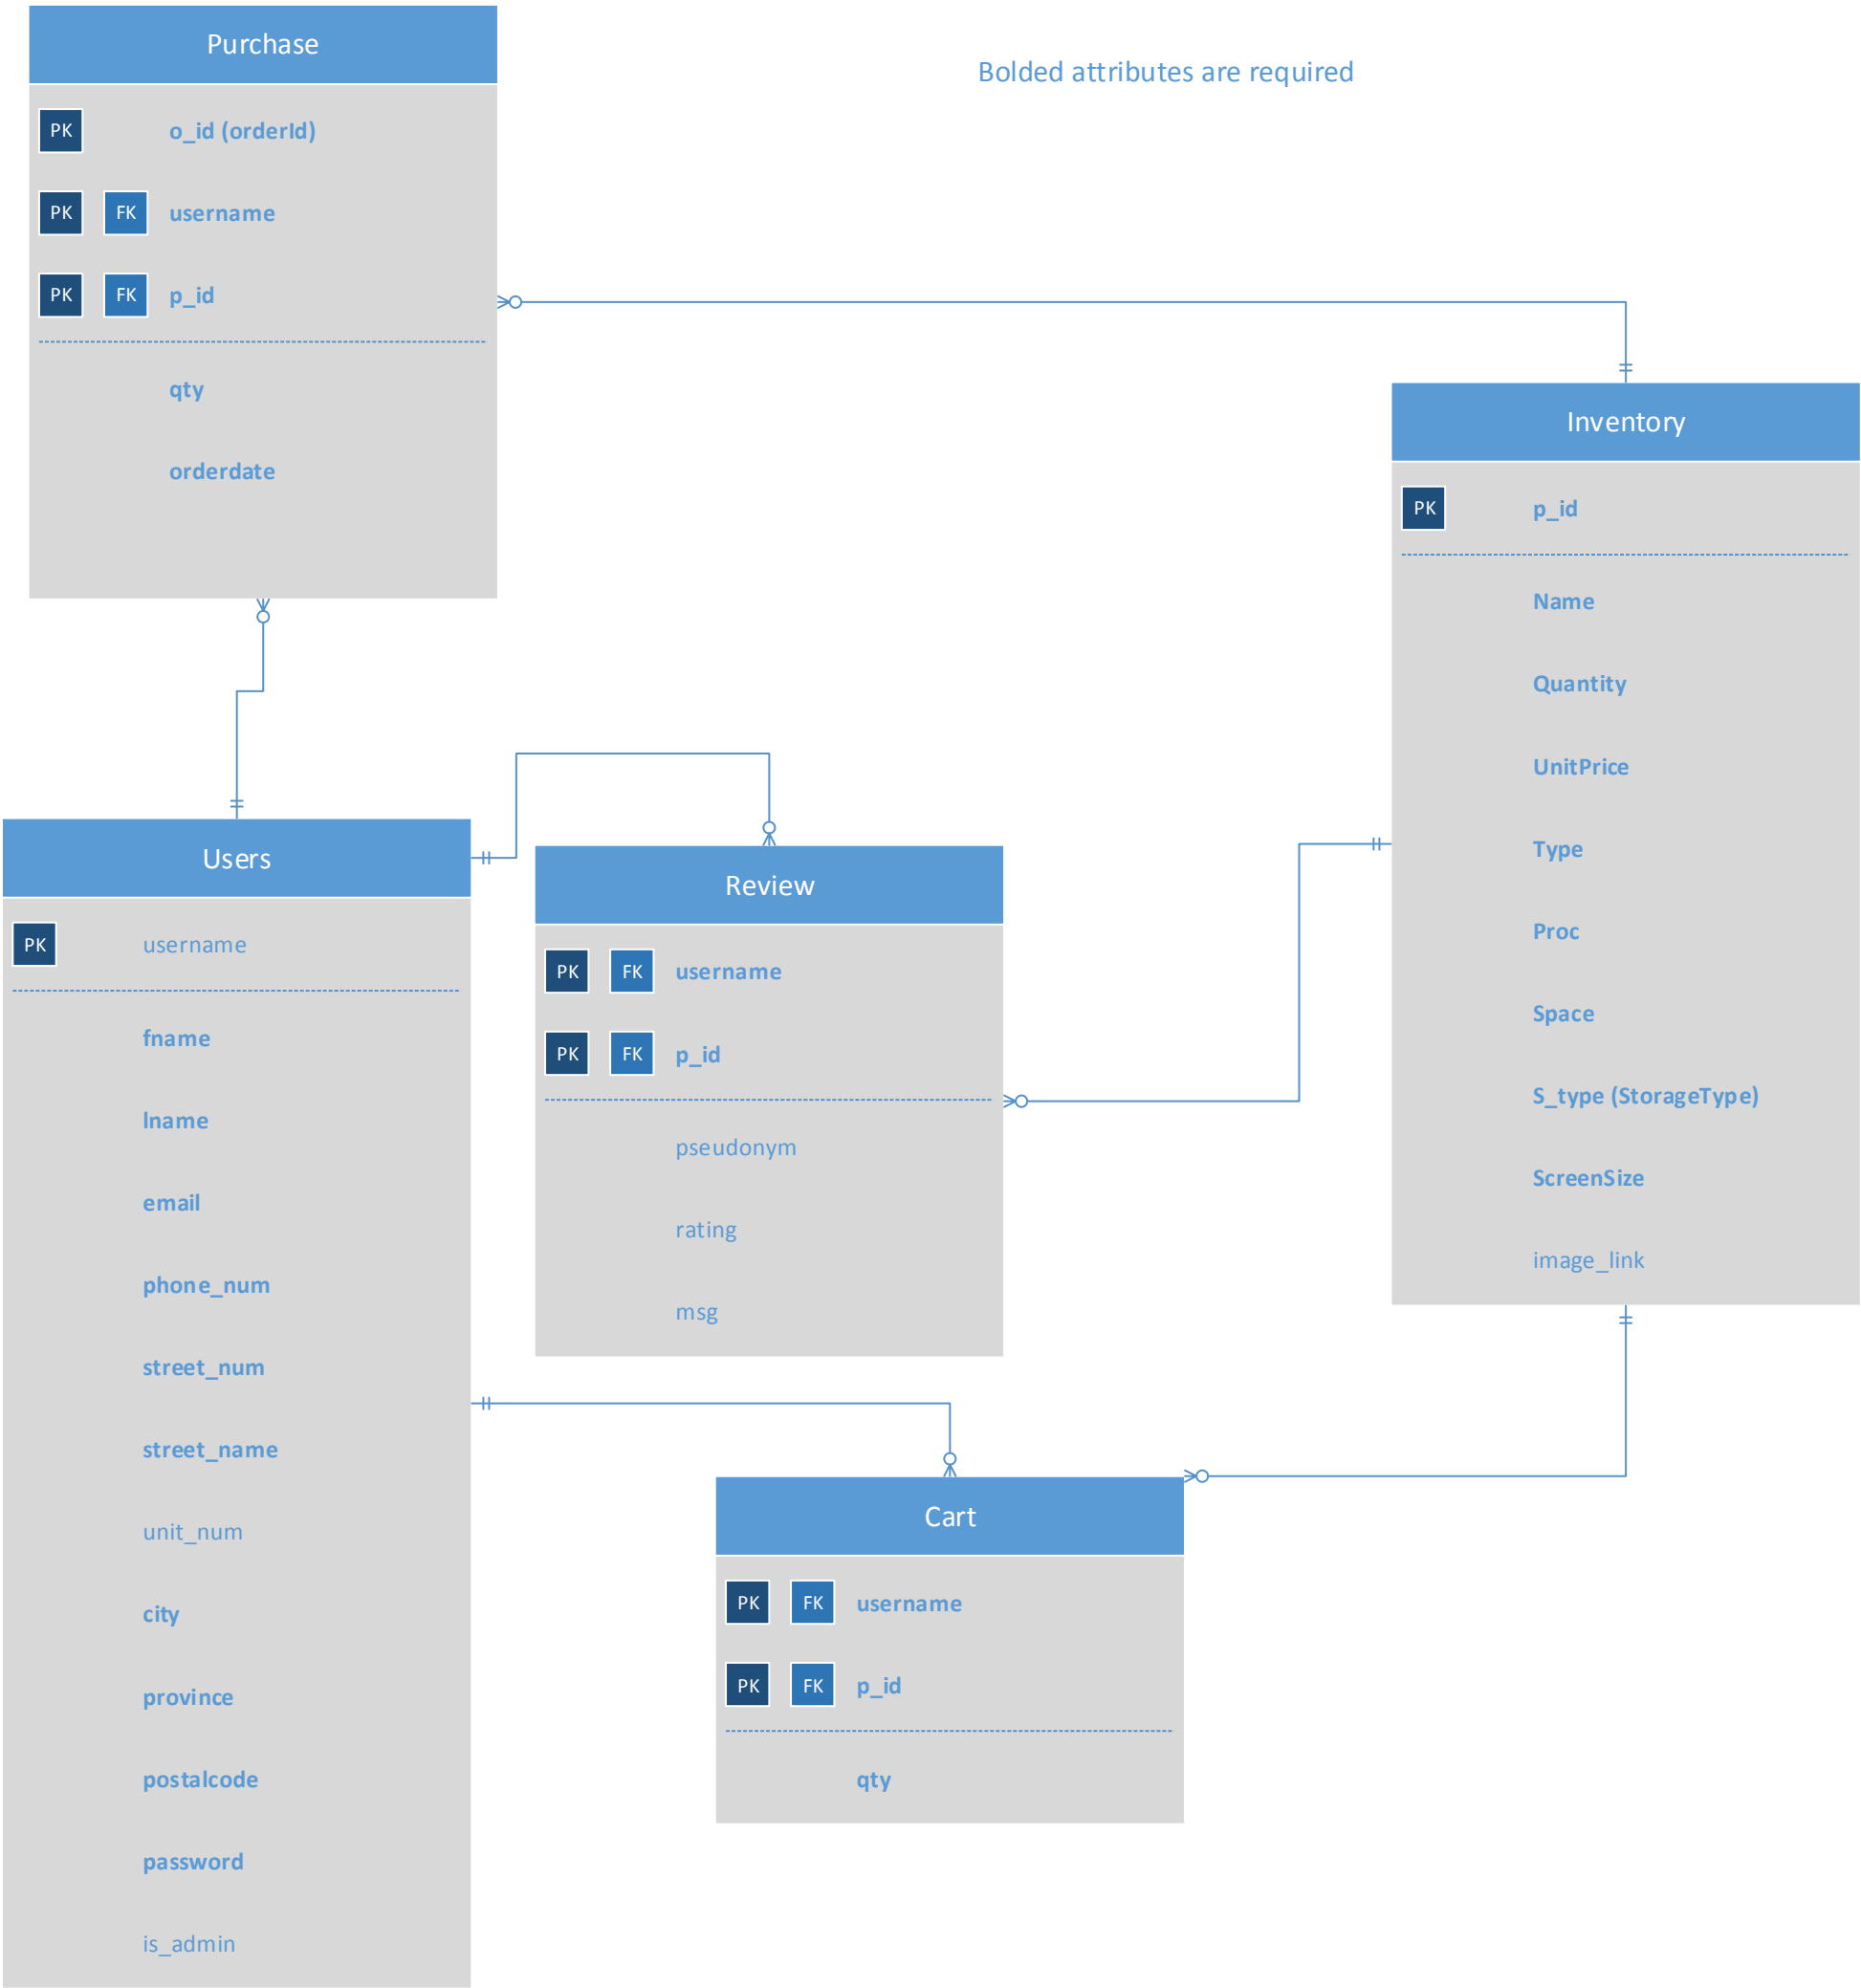 Purchase
Bolded attributes are required
PK o_id (orderId)
PK FK username
PK FK p_id
qty
orderdate
Inventory
PK p_id
Name
Quantity
UnitPrice
Type
Proc
Space
S_type (StorageType)
ScreenSize
image_link
Users
PK username
fname
lname
email
phone_num
street_num
street_name
unit_num
city
province
postalcode
password
is_admin
Review
PK FK username
PK FK p_id
pseudonym
rating
msg
Cart
PK FK username
PK FK p_id
qty